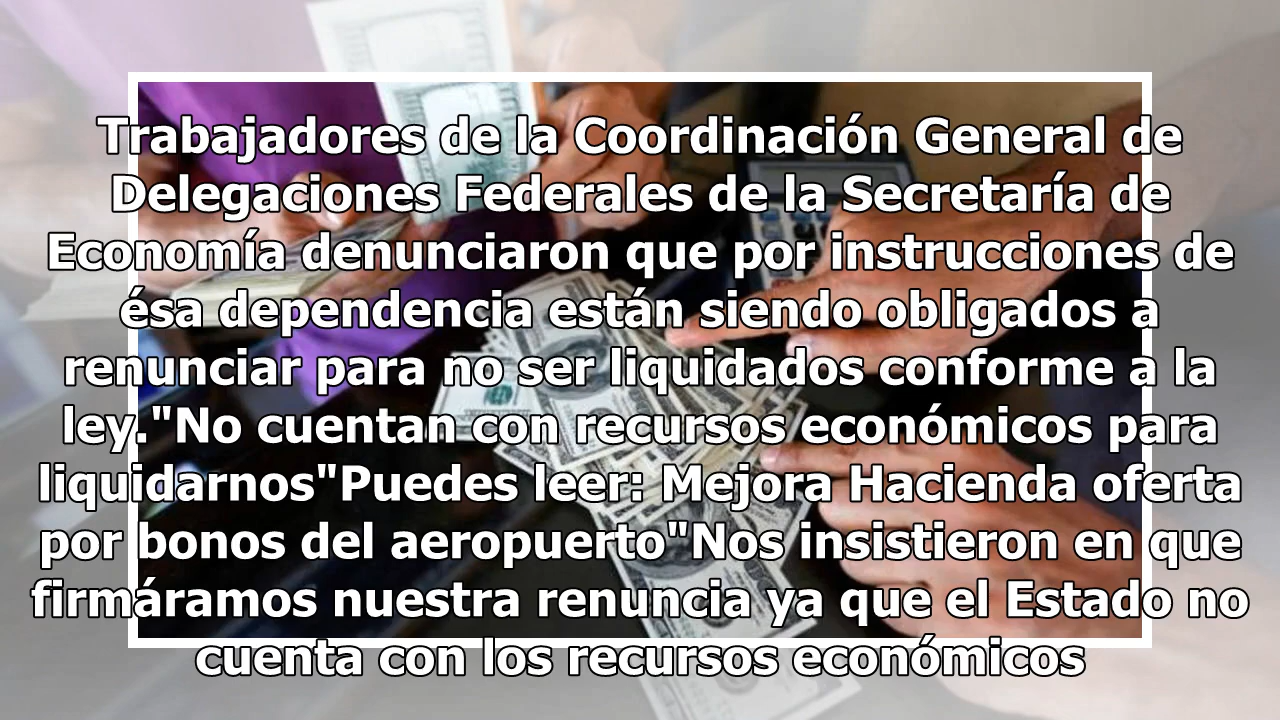 Trabajadores de la Coordinación General de
Delegaciones Federales de la Secretaría de
Economía denunciaron que por instrucciones de
ésa dependencia están siendo obligados a
renunciar para no ser liquidados conforme a la
ley."No cuentan con recursos económicos para
liquidarnos"Puedes leer: Mejora Hacienda oferta
por bonos del aeropuerto"Nos insistieron en que
firmáramos nuestra renuncia ya que el Estado no
cuenta con los recursos económicos